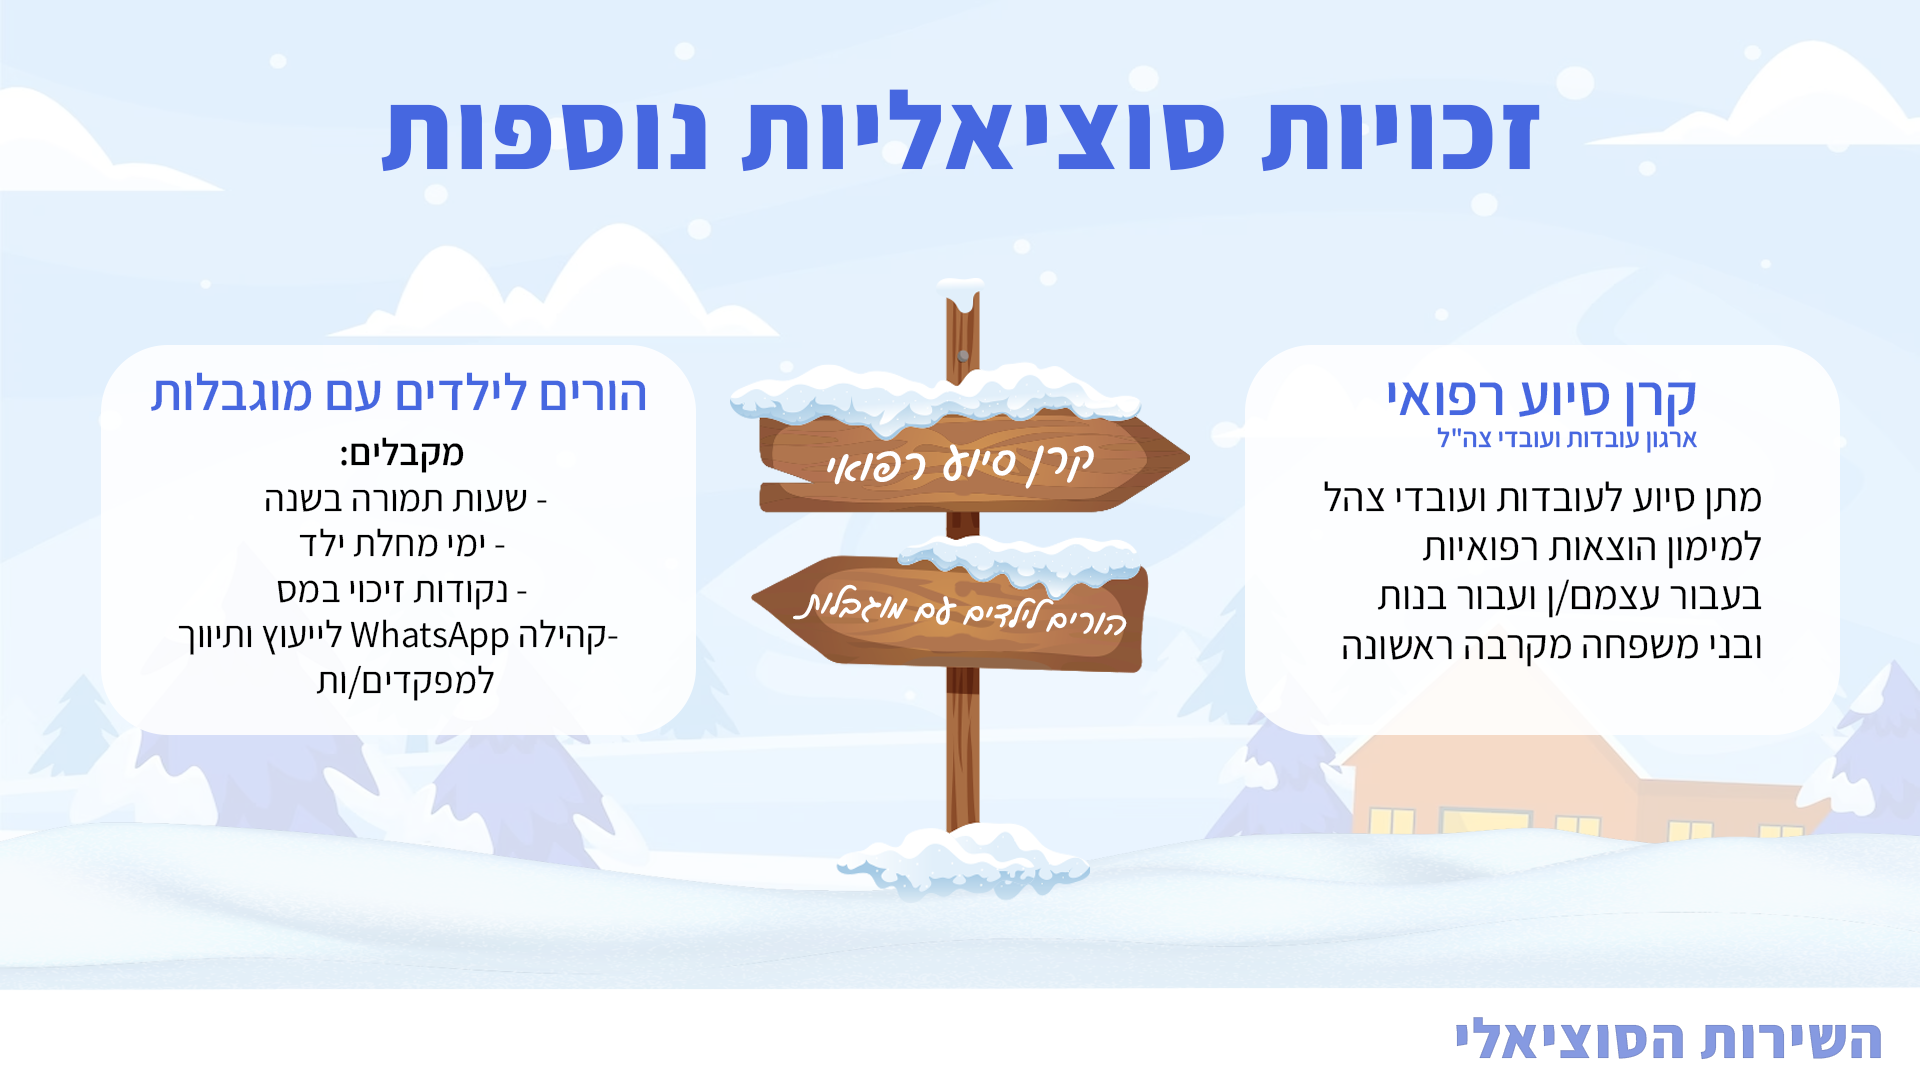 זכויות סוציאליות נוספות
קרן סיוע רפואי
ארגון עובדות ועובדי צה"ל
מתן סיוע לעובדות ועובדי צהל
למימון הוצאות רפואיות
בעבור עצמם/ן ועבור בנות
ובני משפחה מקרבה ראשונה
קרן סיוע רפואי
הורים לילדים עם מוגבלות
הורים לילדים עם מוגבלות
מקבלים:
- שעות תמורה בשנה
- ימי מחלת ילד
- נקודות זיכוי במס
-קהילה WhatsApp לייעוץ ותיווך
למפקדים/ות
השירות הסוציאלי